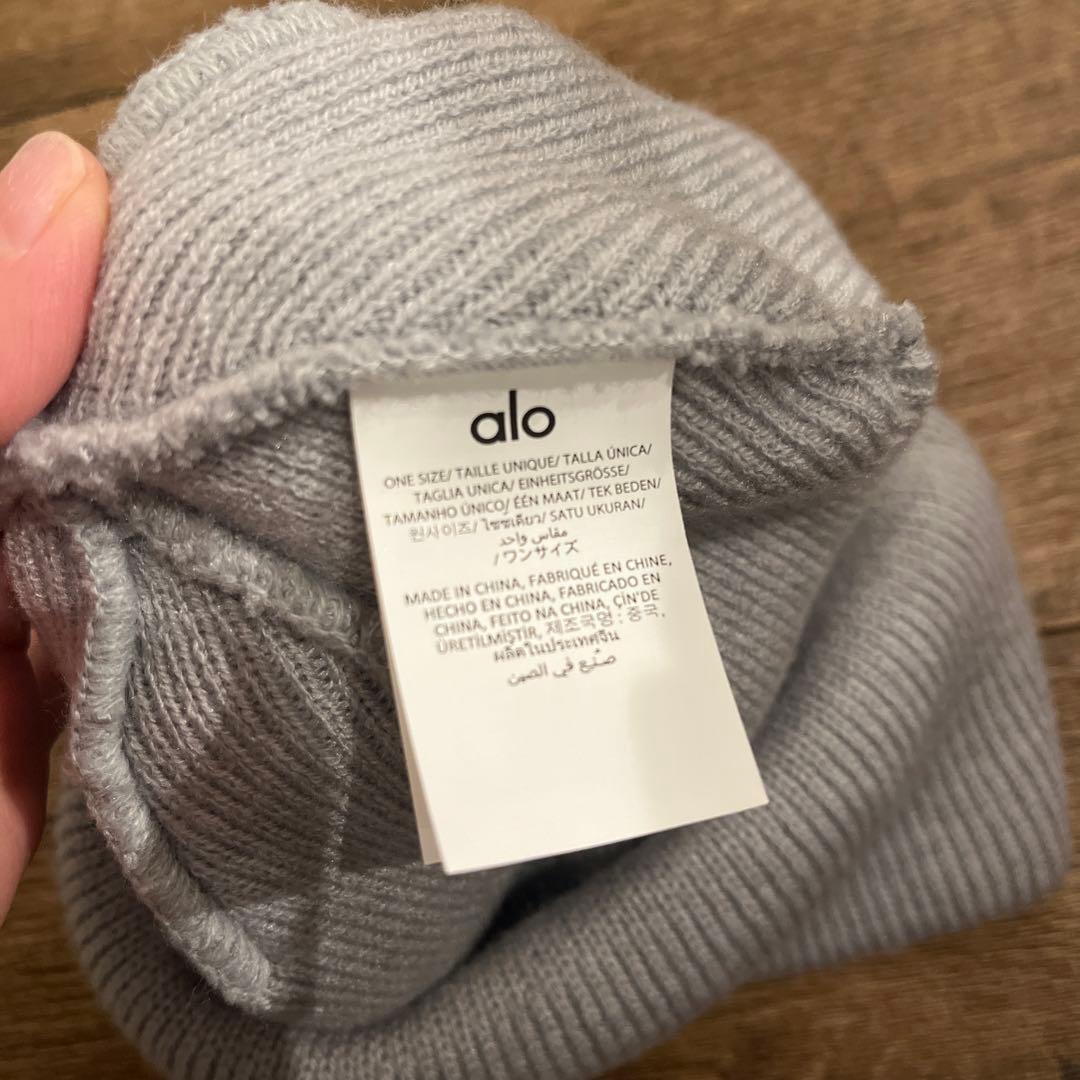 alo
ONE SIZE/ TAILLE UNIQUE/ TALLA ÚNICA/
TAGLIA UNICA/ EINHEITSGRÖSSE/
TAMANHO ÚNICO/ ÉÉN MAAT/ TEK BEDEN/
원사이즈/ ไซซ์เดียว/ SATU UKURAN/
مقاس واحد
/ワンサイズ
MADE IN CHINA, FABRIQUÉ EN CHINE,
HECHO EN CHINA, FABRICADO EN
CHINA, FEITO NA CHINA, ÇİN'DE
ÜRETİLMİŞTİR, 제조국명 : 중국,
ผลิตในประเทศจีน
صُنع في الصين